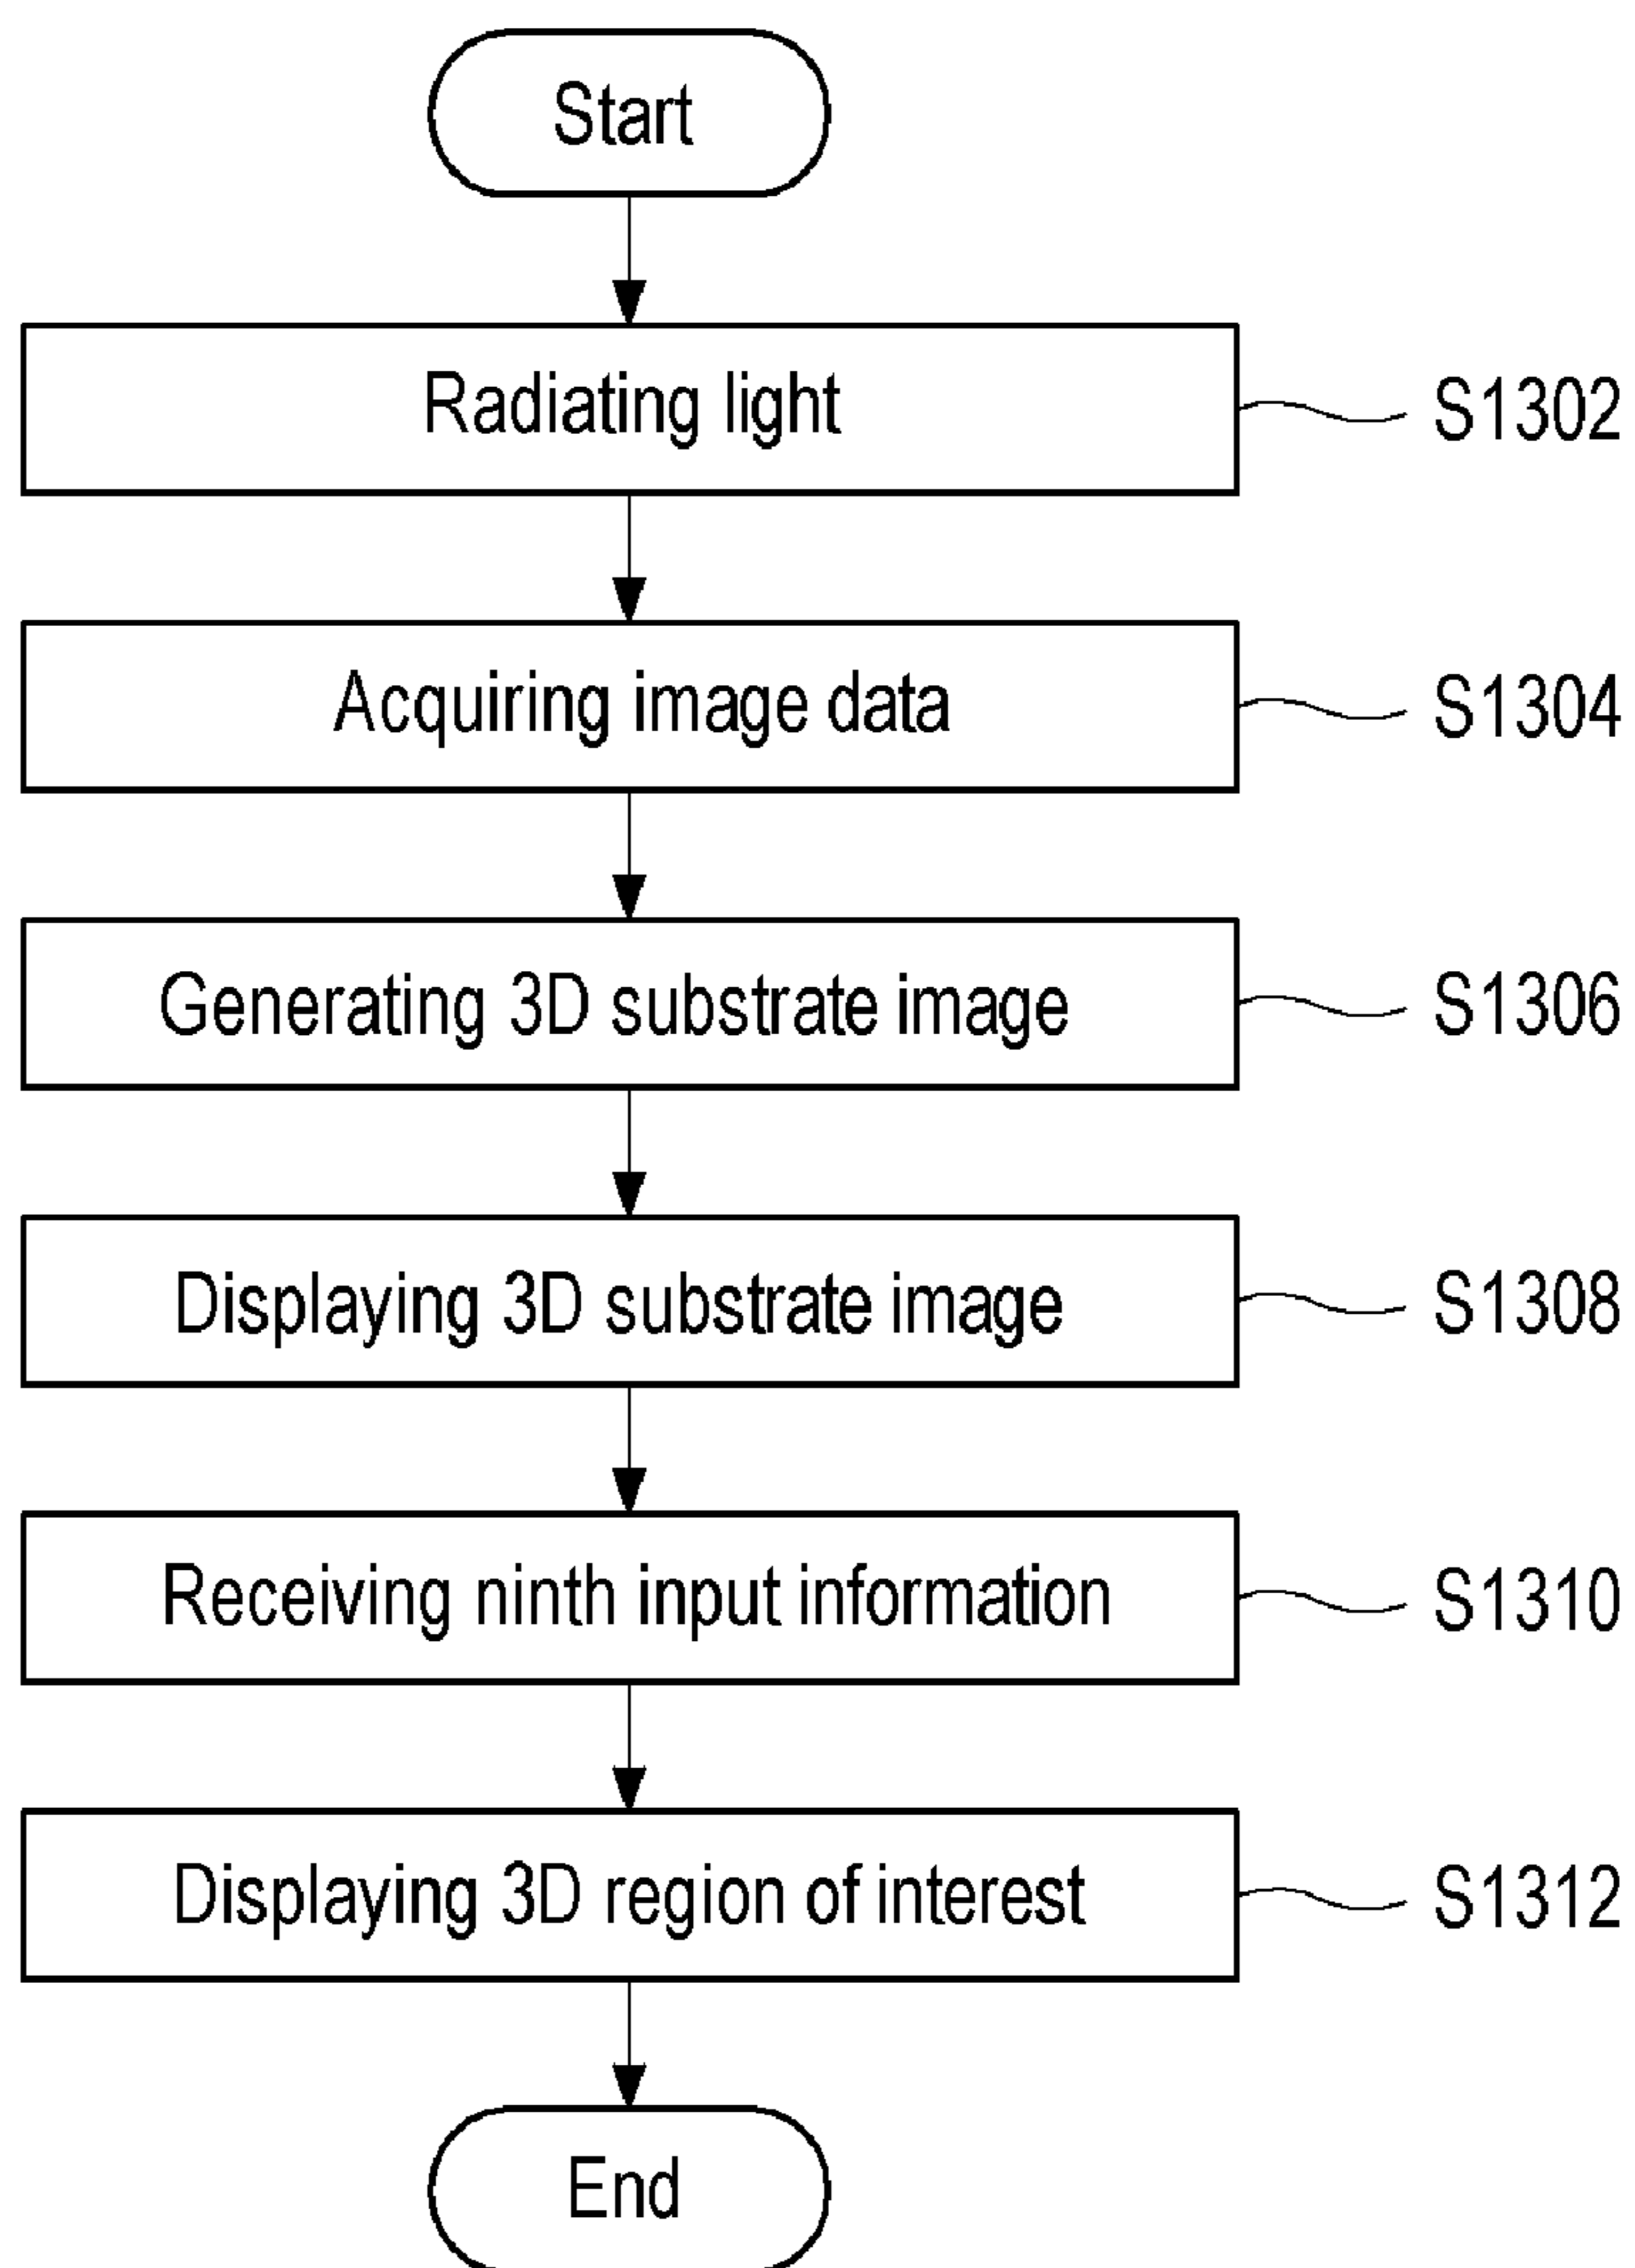 Start
Radiating light
S1302
Acquiring image data
S1304
Generating 3D substrate image
S1306
Displaying 3D substrate image
S1308
Receiving ninth input information
S1310
Displaying 3D region of interest
S1312
End